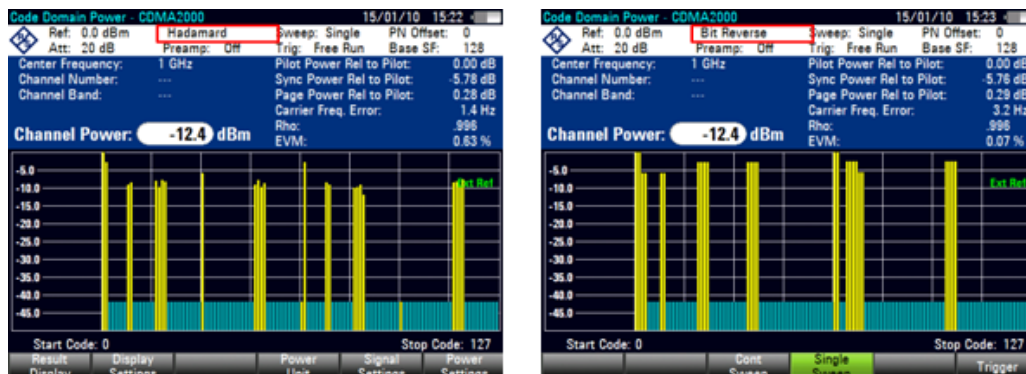 Code Domain Power - CDMA2000 15/01/10 15:22
Ref: 0.0 dBm Hadamard Sweep: Single PN Offset: 0
Att: 20 dB Preamp: Off Trig: Free Run Base SF: 128
Center Frequency: 1 GHz Pilot Power Rel to Pilot: 0.00 dB
Channel Number: --- Sync Power Rel to Pilot: -5.78 dB
Channel Band: --- Page Power Rel to Pilot: 0.28 dB
Carrier Freq. Error: 1.4 Hz
Rho: .996
Channel Power: -12.4 dBm
EVM: 0.63 %
-5.0
Ext Ref
-10.0
-15.0
-20.0
-25.0
-30.0
-35.0
-40.0
-45.0
Start Code: 0 Stop Code: 127
Result Display Power Signal Power
Display Settings Unit Settings Settings
Code Domain Power - CDMA2000 15/01/10 15:23
Ref: 0.0 dBm Bit Reverse Sweep: Single PN Offset: 0
Att: 20 dB Preamp: Off Trig: Free Run Base SF: 128
Center Frequency: 1 GHz Pilot Power Rel to Pilot: 0.00 dB
Channel Number: --- Sync Power Rel to Pilot: -5.76 dB
Channel Band: --- Page Power Rel to Pilot: 0.29 dB
Carrier Freq. Error: 3.2 Hz
Rho: .996
Channel Power: -12.4 dBm
EVM: 0.07 %
-5.0
Ext Ref
-10.0
-15.0
-20.0
-25.0
-30.0
-35.0
-40.0
-45.0
Start Code: 0 Stop Code: 127
Cont Single Trigger
Sweep Sweep